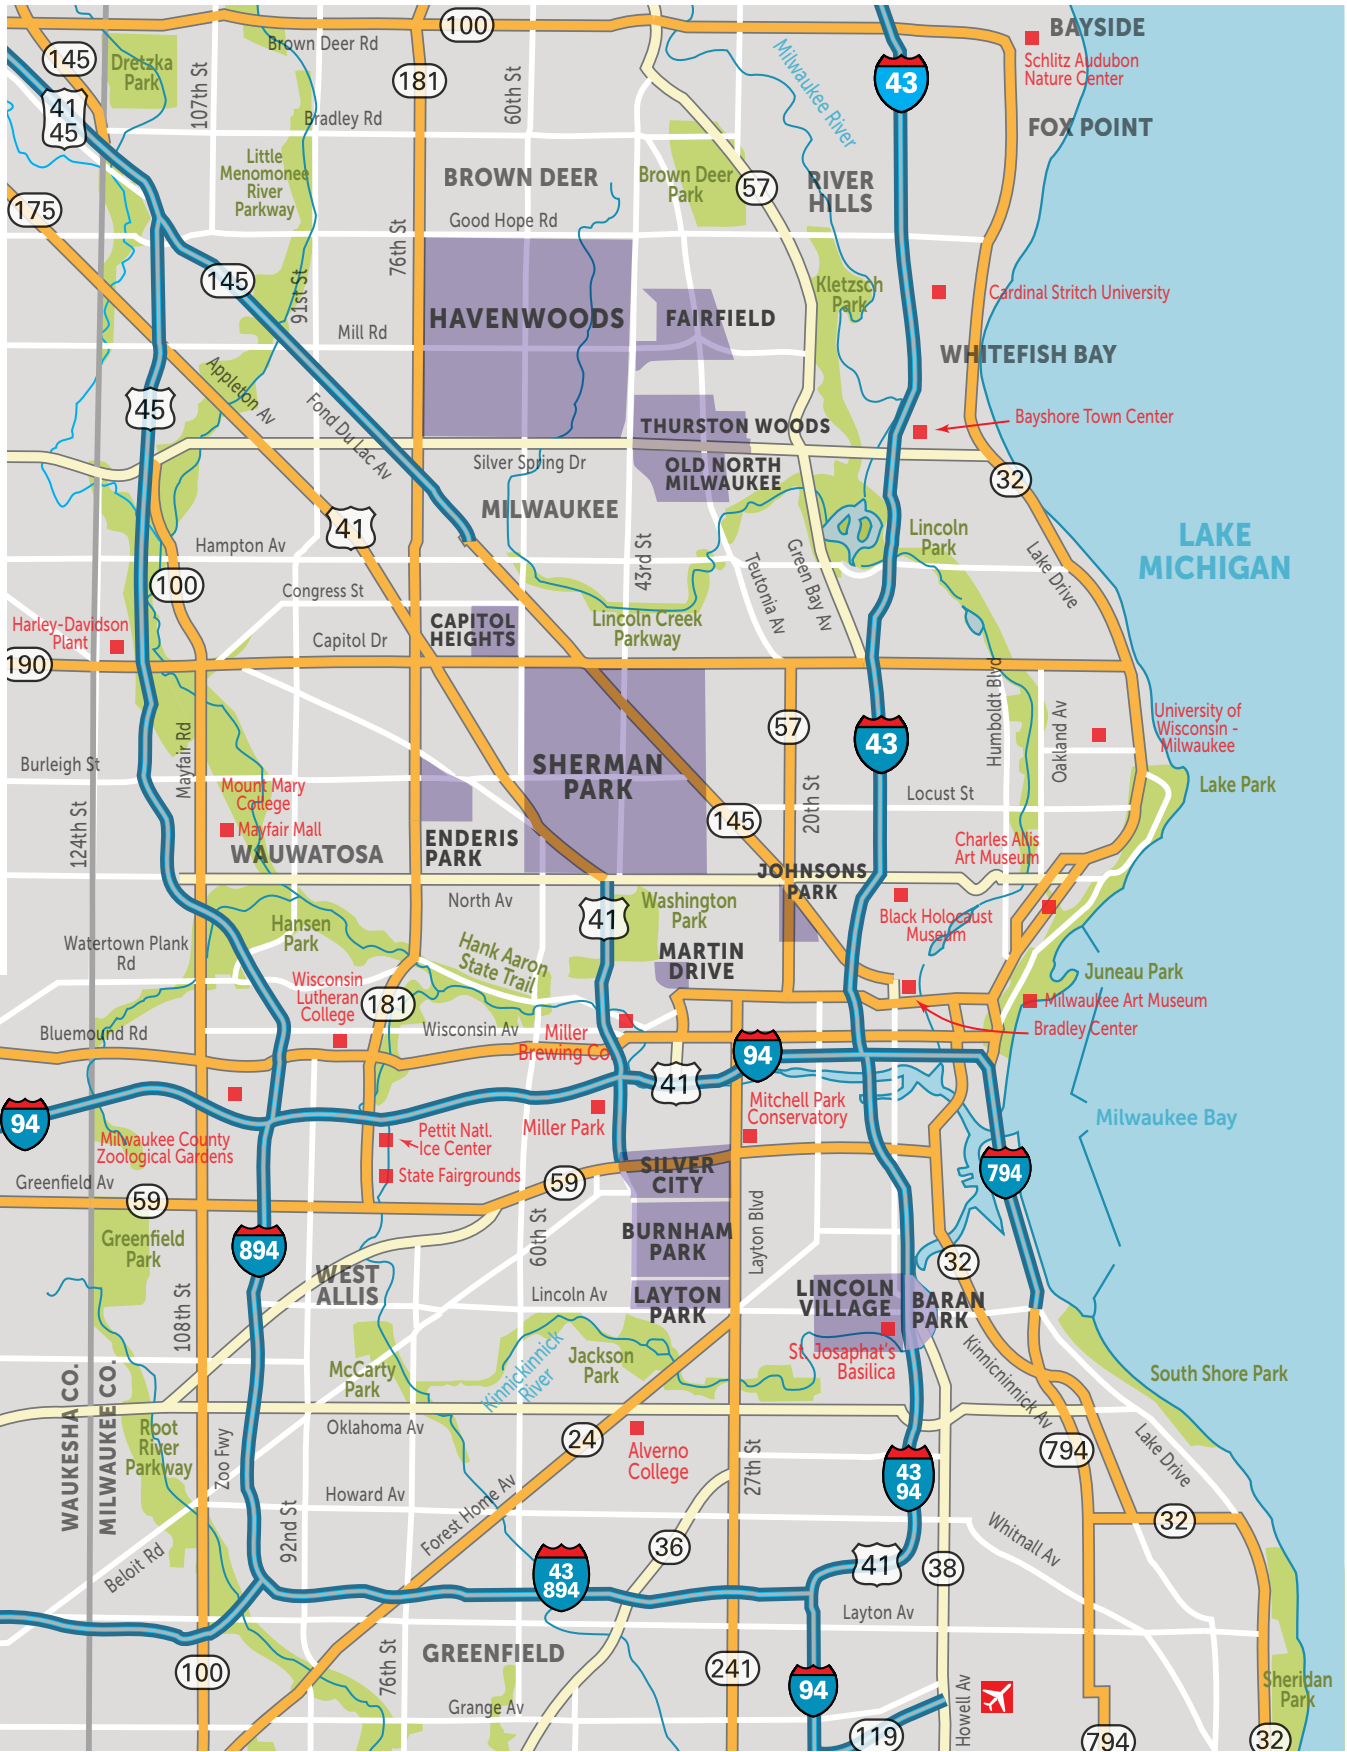 100
BAYSIDE
145
Brown Deer Rd
Schlitz Audubon
Nature Center
Dretzka
Park
107th St
181
60th St
Milwaukee River
43
41
45
Bradley Rd
FOX POINT
Little
Menomonee
River
Parkway
BROWN DEER
Brown Deer
Park
57
RIVER
HILLS
175
76th St
Good Hope Rd
145
91st St
Kletzsch
Park
Cardinal Stritch University
HAVENWOODS
FAIRFIELD
Mill Rd
WHITEFISH BAY
Appleton Av
45
Fond Du Lac Av
THURSTON WOODS
Bayshore Town Center
Silver Spring Dr
OLD NORTH
MILWAUKEE
32
MILWAUKEE
41
Lincoln
Park
LAKE
MICHIGAN
Hampton Av
43rd St
Teutonia Av
Green Bay Av
Lake Drive
100
Congress St
Harley-Davidson
Plant
CAPITOL
HEIGHTS
Lincoln Creek
Parkway
Capitol Dr
190
Humboldt Blvd
Oakland Av
University of
Wisconsin -
Milwaukee
57
43
Mayfair Rd
Burleigh St
SHERMAN
PARK
Lake Park
Mount Mary
College
20th St
Locust St
124th St
Mayfair Mall
145
ENDERIS
PARK
Charles Allis
Art Museum
WAUWATOSA
JOHNSONS
PARK
North Av
41
Washington
Park
Black Holocaust
Museum
Hansen
Park
Watertown Plank
Rd
Hank Aaron
State Trail
MARTIN
DRIVE
Juneau Park
Wisconsin
Lutheran
College
181
Milwaukee Art Museum
Bluemound Rd
Wisconsin Av
Miller
Brewing Co.
Bradley Center
94
41
94
Mitchell Park
Conservatory
Milwaukee Bay
Miller Park
Pettit Natl.
Ice Center
Milwaukee County
Zoological Gardens
State Fairgrounds
SILVER
CITY
794
Greenfield Av
59
59
Layton Blvd
Greenfield
Park
894
60th St
BURNHAM
PARK
32
WEST
ALLIS
Lincoln Av
LAYTON
PARK
LINCOLN
VILLAGE
BARAN
PARK
108th St
Kinnickinnick
River
Jackson
Park
St. Josaphat's
Basilica
Kinnicninnick Av
McCarty
Park
South Shore Park
WAUKESHA CO.
MILWAUKEE CO.
Root
River
Parkway
Oklahoma Av
24
Alverno
College
794
Lake Drive
Zoo Fwy
27th St
43
94
Howard Av
Forest Home Av
92nd St
36
32
Whitnall Av
Beloit Rd
43
894
41
38
Layton Av
GREENFIELD
76th St
100
241
94
Sheridan
Park
Grange Av
Howell Av
119
794
32